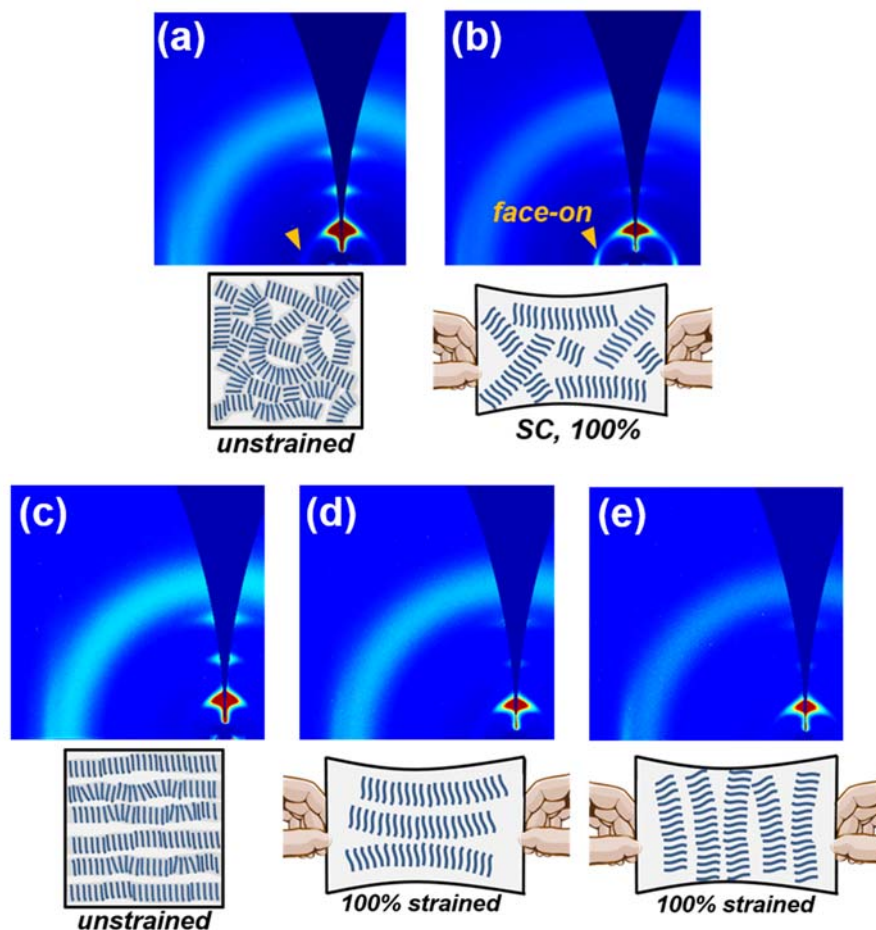 (a)
(b)
face-on
unstrained
SC, 100%
(c)
(d)
(e)
unstrained
100% strained
100% strained